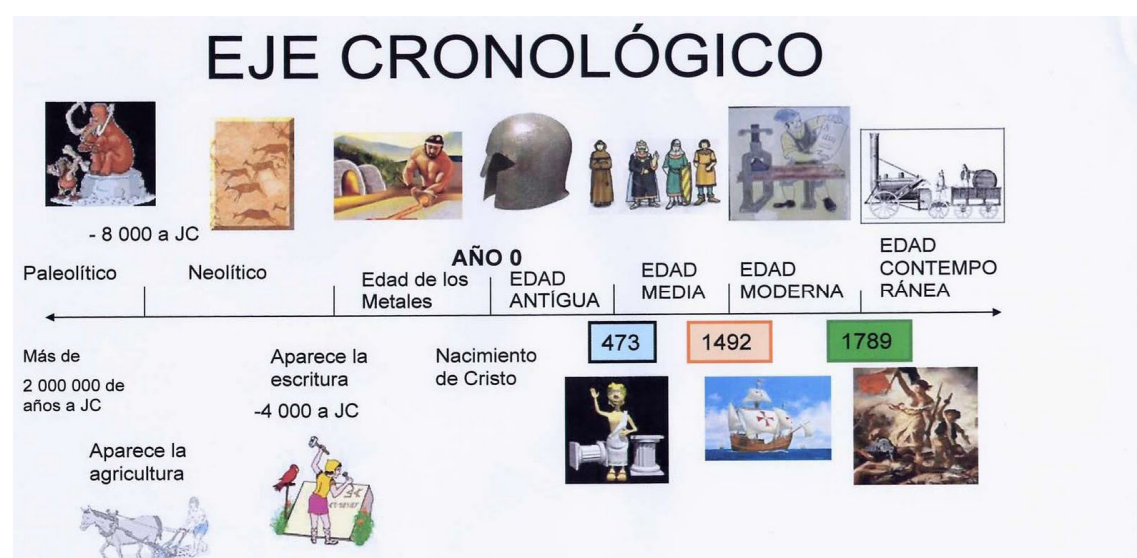 EJE CRONOLÓGICO
- 8 000 a JC
AÑO 0
Paleolítico
Neolítico
Edad de los
Metales
EDAD
ANTÍGUA
EDAD
MEDIA
EDAD
MODERNA
EDAD
CONTEMPO
RÁNEA
473
1492
1789
Más de
2 000 000 de
años a JC
Aparece la
escritura
-4 000 a JC
Nacimiento
de Cristo
Aparece la
agricultura